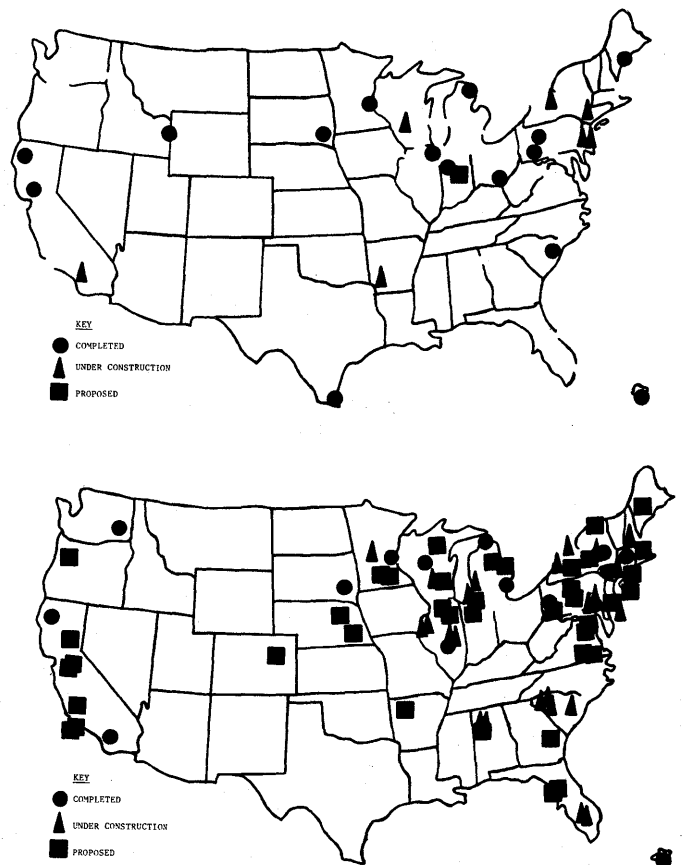 KEY
COMPLETED
UNDER CONSTRUCTION
PROPOSED
KEY
COMPLETED
UNDER CONSTRUCTION
PROPOSED